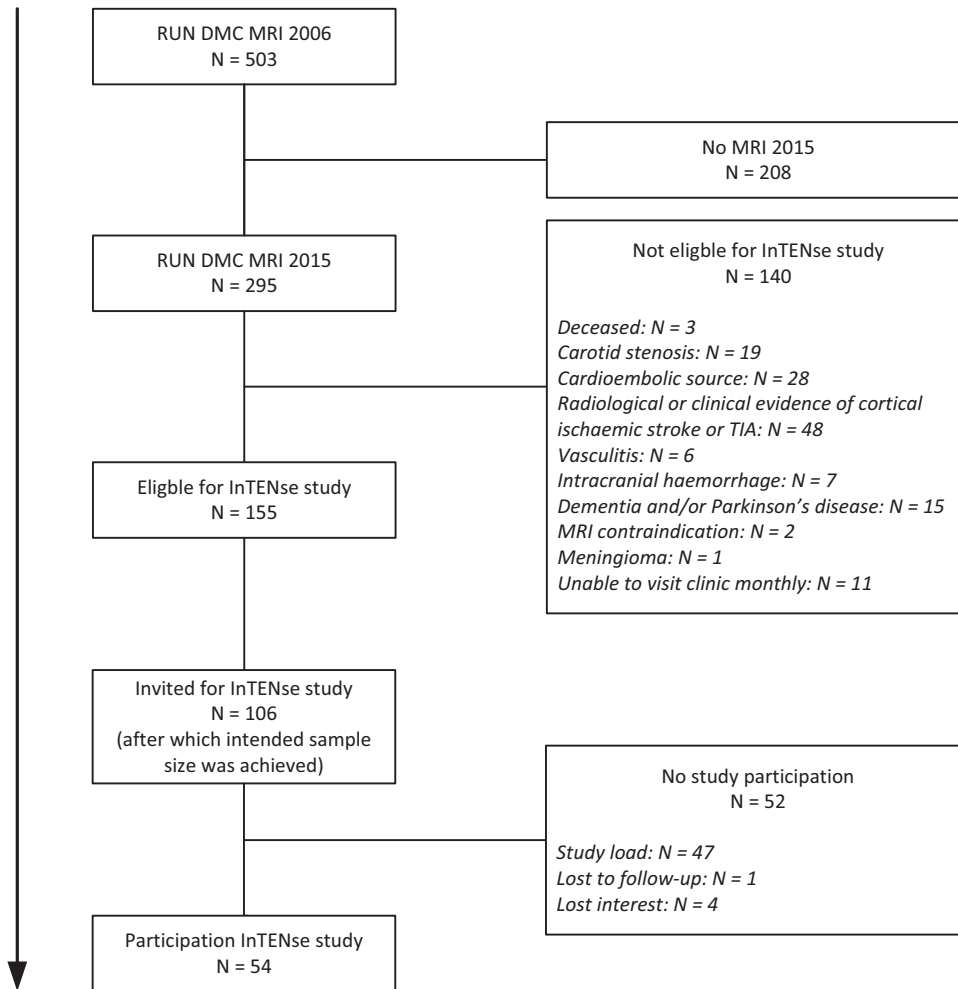 RUN DMC MRI 2006
N = 503
No MRI 2015
N = 208
RUN DMC MRI 2015
N = 295
Not eligble for InTENse study
N = 140
Deceased: N = 3
Carotid stenosis: N = 19
Cardioembolic source: N = 28
Radiological or clinical evidence of cortical
ischaemic stroke or TIA: N = 48
Vasculitis: N = 6
Intracranial haemorrhage: N = 7
Dementia and/or Parkinson's disease: N = 15
MRI contraindication: N = 2
Meningioma: N = 1
Unable to visit clinic monthly: N = 11
Eligble for InTENse study
N = 155
Invited for InTENse study
N = 106
(after which intended sample
size was achieved)
No study participation
N = 52
Study load: N = 47
Lost to follow-up: N = 1
Lost interest: N = 4
Participation InTENse study
N = 54